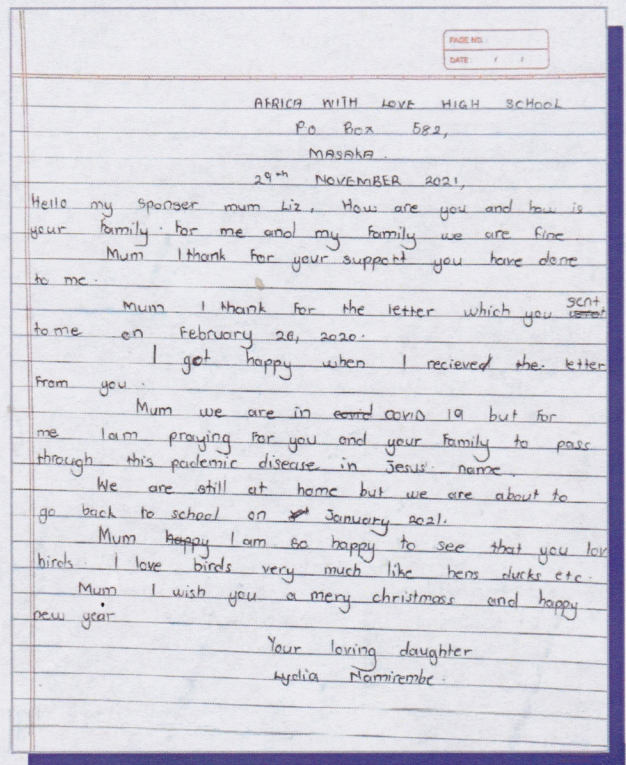 PAGE NO.
DATE: / /
AFRICA WITH LOVE HIGH SCHOOL
PO Box 582,
MASAKA.
29th NOVEMBER 2021,
Hello my sponser mum Liz, How are you and how is
your family. For me and my family we are fine
Mum I thank for your support you have done
to me.
Mum I thank for the letter which you sent
to me on February 26, 2020.
I got happy when I recieved the letter
From you.
Mum we are in covid COVID 19 but for
me I am praying for you and your family to pass
through this pademic disease in Jesus' name
We are still at home but we are about to
go back to school on January 2021.
Mum happy I am so happy to see that you lov
birds. I love birds very much like hens ducks etc.
Mum I wish you a mery christmass and happy
new year
Your loving daughter
Lydia Namirembe.